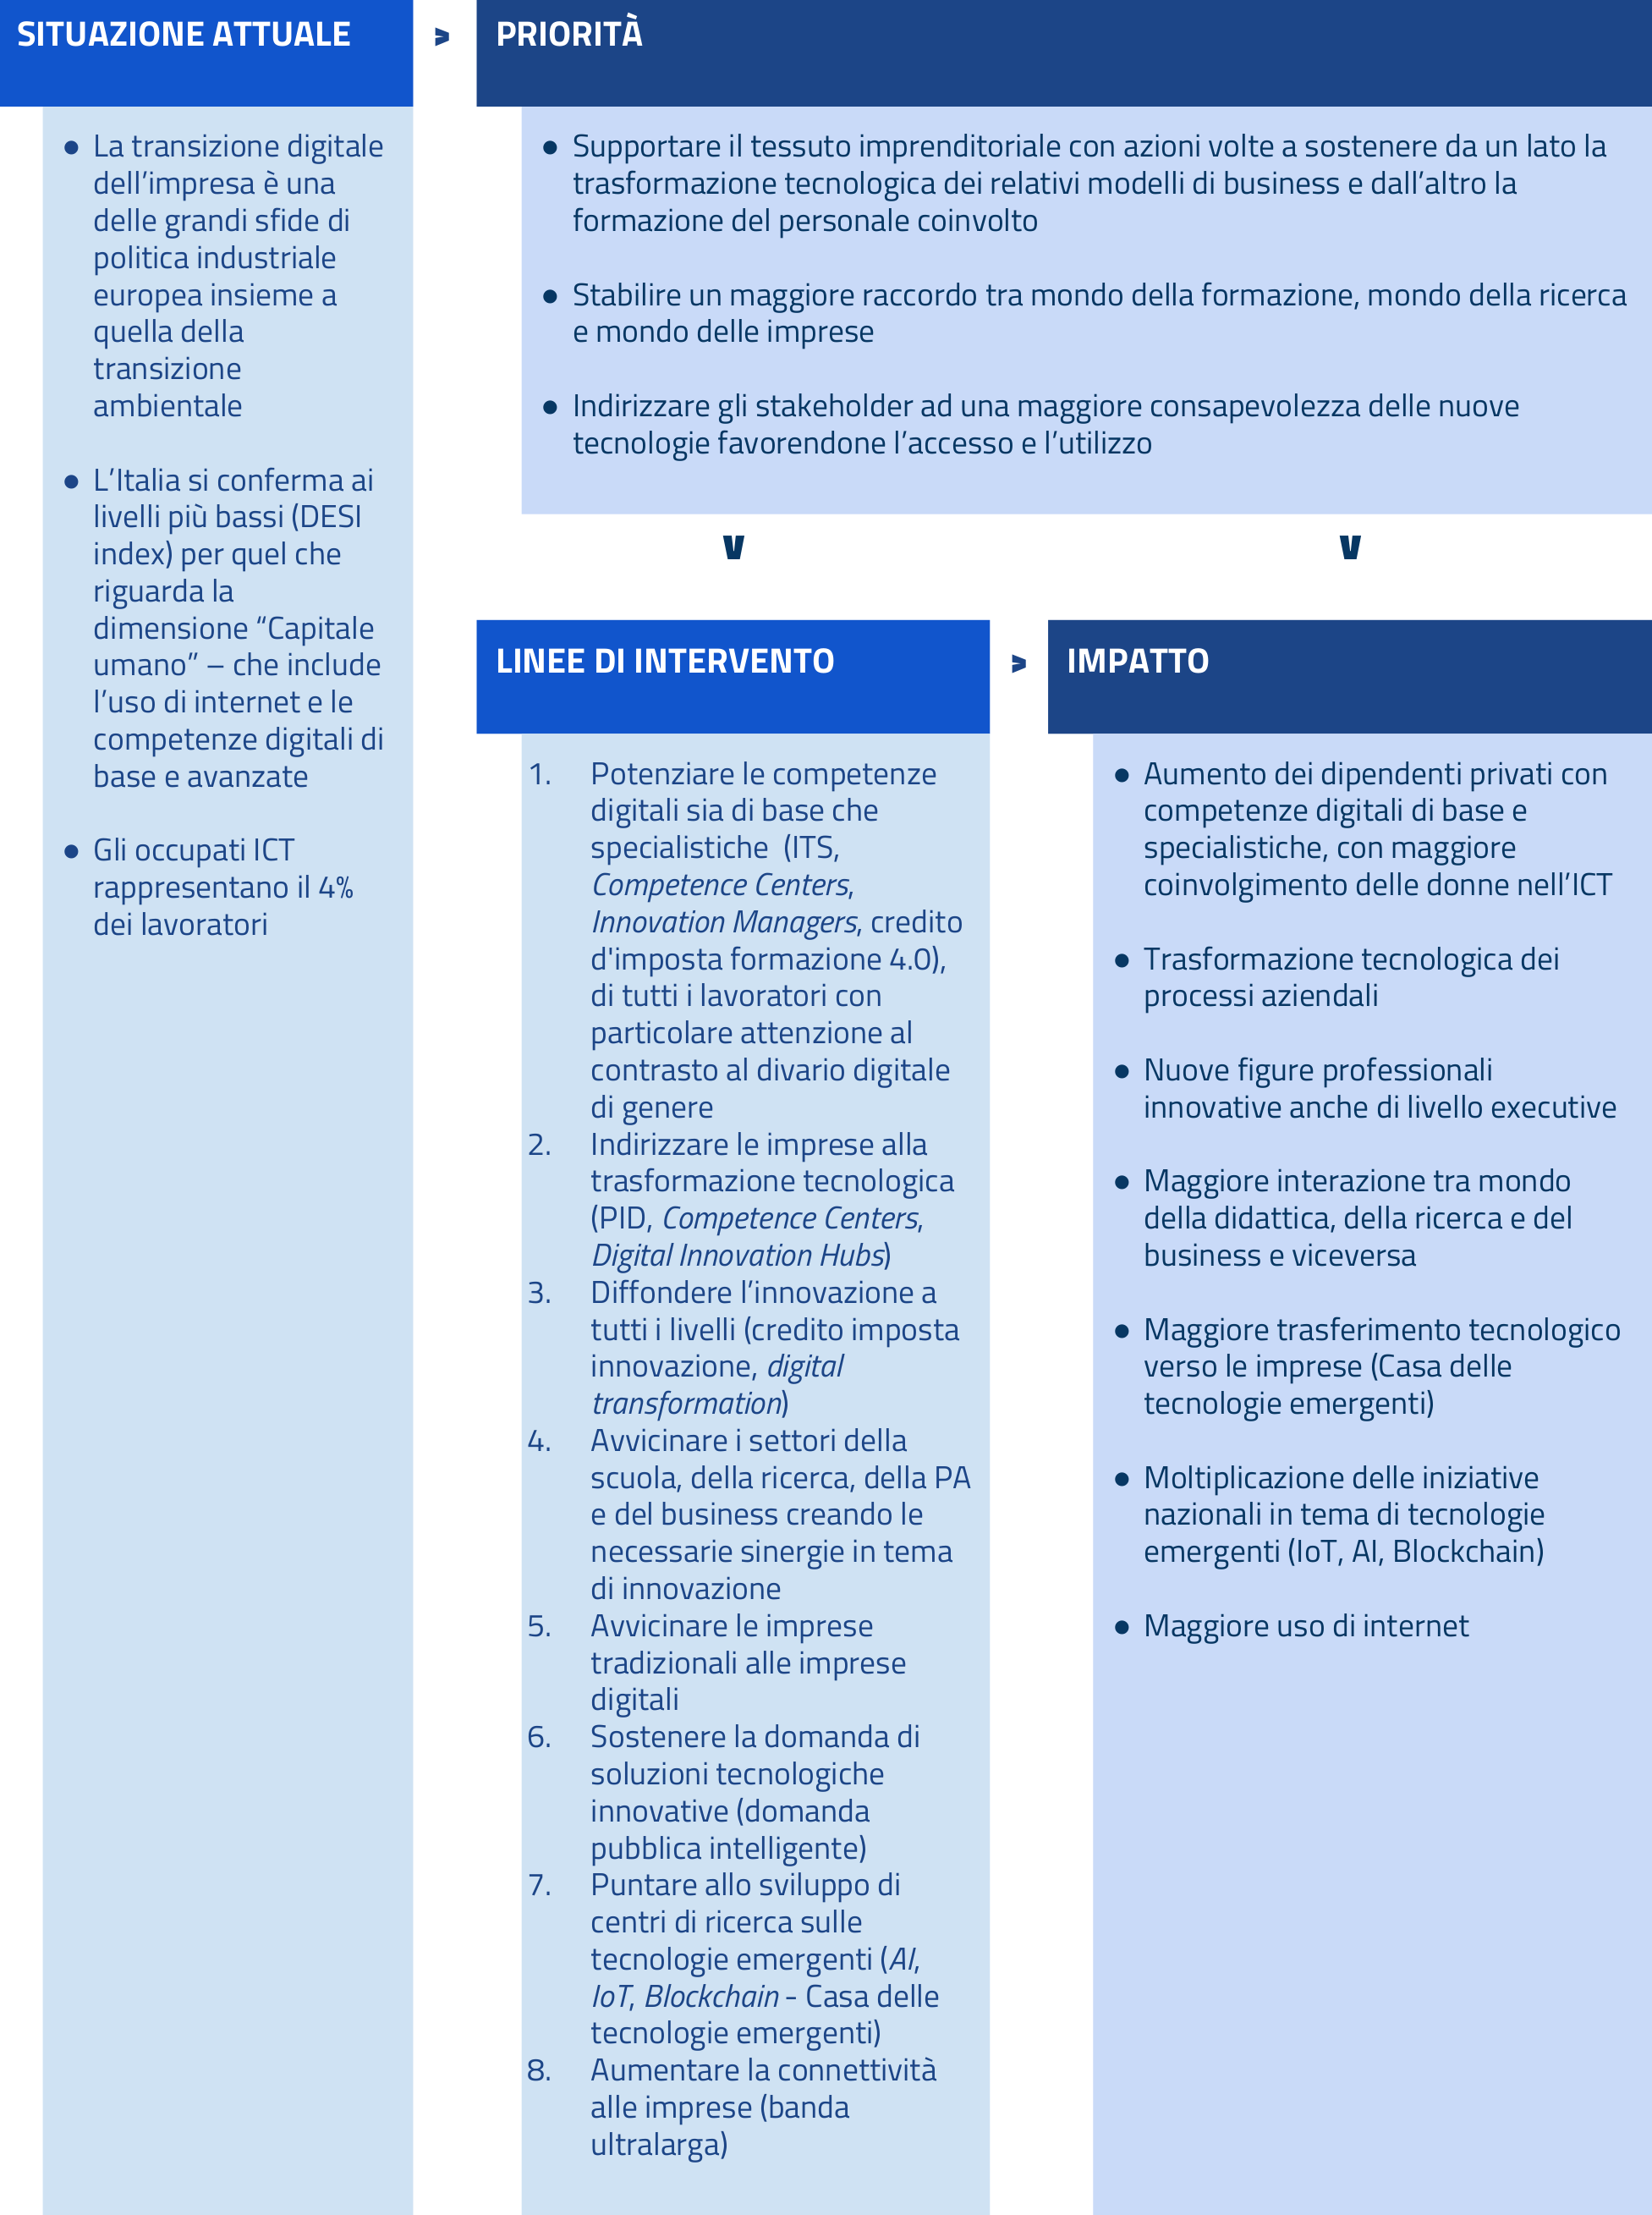 SITUAZIONE ATTUALE
>
PRIORITÀ
● La transizione digitale
dell’impresa è una
delle grandi sfide di
politica industriale
europea insieme a
quella della
transizione
ambientale
● L’Italia si conferma ai
livelli più bassi (DESI
index) per quel che
riguarda la
dimensione “Capitale
umano” – che include
l’uso di internet e le
competenze digitali di
base e avanzate
● Gli occupati ICT
rappresentano il 4%
dei lavoratori
● Supportare il tessuto imprenditoriale con azioni volte a sostenere da un lato la
trasformazione tecnologica dei relativi modelli di business e dall’altro la
formazione del personale coinvolto
● Stabilire un maggiore raccordo tra mondo della formazione, mondo della ricerca
e mondo delle imprese
● Indirizzare gli stakeholder ad una maggiore consapevolezza delle nuove
tecnologie favorendone l’accesso e l’utilizzo
LINEE DI INTERVENTO
>
IMPATTO
1. Potenziare le competenze
digitali sia di base che
specialistiche (ITS,
Competence Centers,
Innovation Managers, credito
d'imposta formazione 4.0),
di tutti i lavoratori con
particolare attenzione al
contrasto al divario digitale
di genere
2. Indirizzare le imprese alla
trasformazione tecnologica
(PID, Competence Centers,
Digital Innovation Hubs)
3. Diffondere l’innovazione a
tutti i livelli (credito imposta
innovazione, digital
transformation)
4. Avvicinare i settori della
scuola, della ricerca, della PA
e del business creando le
necessarie sinergie in tema
di innovazione
5. Avvicinare le imprese
tradizionali alle imprese
digitali
6. Sostenere la domanda di
soluzioni tecnologiche
innovative (domanda
pubblica intelligente)
7. Puntare allo sviluppo di
centri di ricerca sulle
tecnologie emergenti (AI,
IoT, Blockchain - Casa delle
tecnologie emergenti)
8. Aumentare la connettività
alle imprese (banda
ultralarga)
● Aumento dei dipendenti privati con
competenze digitali di base e
specialistiche, con maggiore
coinvolgimento delle donne nell’ICT
● Trasformazione tecnologica dei
processi aziendali
● Nuove figure professionali
innovative anche di livello executive
● Maggiore interazione tra mondo
della didattica, della ricerca e del
business e viceversa
● Maggiore trasferimento tecnologico
verso le imprese (Casa delle
tecnologie emergenti)
● Moltiplicazione delle iniziative
nazionali in tema di tecnologie
emergenti (IoT, AI, Blockchain)
● Maggiore uso di internet